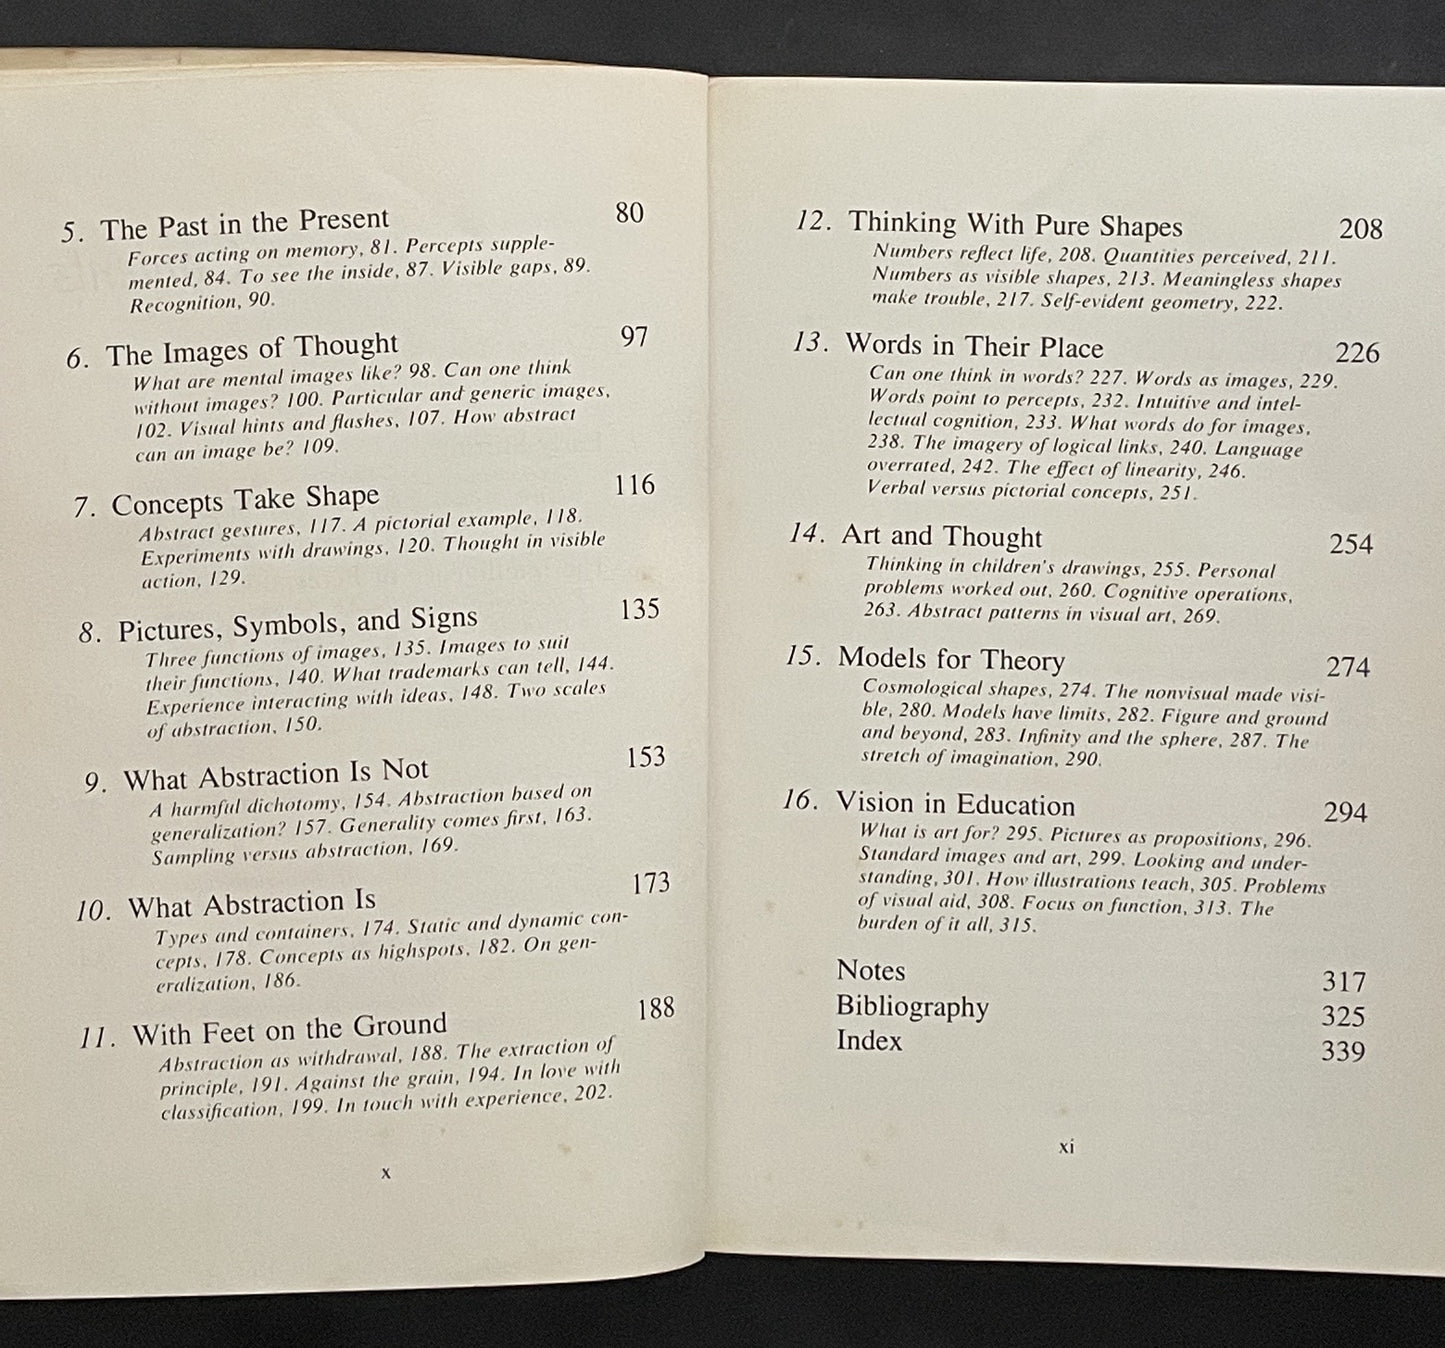 5. The Past in the Present 80
Forces acting on memory, 81. Percepts supple-
mented, 84. To see the inside, 87. Visible gaps, 89.
Recognition, 90.
6. The Images of Thought 97
What are mental images like? 98. Can one think
without images? 100. Particular and generic images,
102. Visual hints and flashes, 107. How abstract
can an image be? 109.
7. Concepts Take Shape 116
Abstract gestures, 117. A pictorial example, 118.
Experiments with drawings, 120. Thought in visible
action, 129.
8. Pictures, Symbols, and Signs 135
Three functions of images, 135. Images to suit
their functions, 140. What trademarks can tell, 144.
Experience interacting with ideas, 148. Two scales
of abstraction, 150.
9. What Abstraction Is Not 153
A harmful dichotomy, 154. Abstraction based on
generalization? 157. Generality comes first, 163.
Sampling versus abstraction, 169.
10. What Abstraction Is 173
Types and containers, 174. Static and dynamic con-
cepts, 178. Concepts as highspots, 182. On gen-
eralization, 186.
11. With Feet on the Ground 188
Abstraction as withdrawal, 188. The extraction of
principle, 191. Against the grain, 194. In love with
classification, 199. In touch with experience, 202.
x
12. Thinking With Pure Shapes 208
Numbers reflect life, 208. Quantities perceived, 211.
Numbers as visible shapes, 213. Meaningless shapes
make trouble, 217. Self-evident geometry, 222.
13. Words in Their Place 226
Can one think in words? 227. Words as images, 229.
Words point to percepts, 232. Intuitive and intel-
lectual cognition, 233. What words do for images,
238. The imagery of logical links, 240. Language
overrated, 242. The effect of linearity, 246.
Verbal versus pictorial concepts, 251.
14. Art and Thought 254
Thinking in children's drawings, 255. Personal
problems worked out, 260. Cognitive operations,
263. Abstract patterns in visual art, 269.
15. Models for Theory 274
Cosmological shapes, 274. The nonvisual made visi-
ble, 280. Models have limits, 282. Figure and ground
and beyond, 283. Infinity and the sphere, 287. The
stretch of imagination, 290.
16. Vision in Education 294
What is art for? 295. Pictures as propositions, 296.
Standard images and art, 299. Looking and under-
standing, 301. How illustrations teach, 305. Problems
of visual aid, 308. Focus on function, 313. The
burden of it all, 315.
Notes 317
Bibliography 325
Index 339
xi